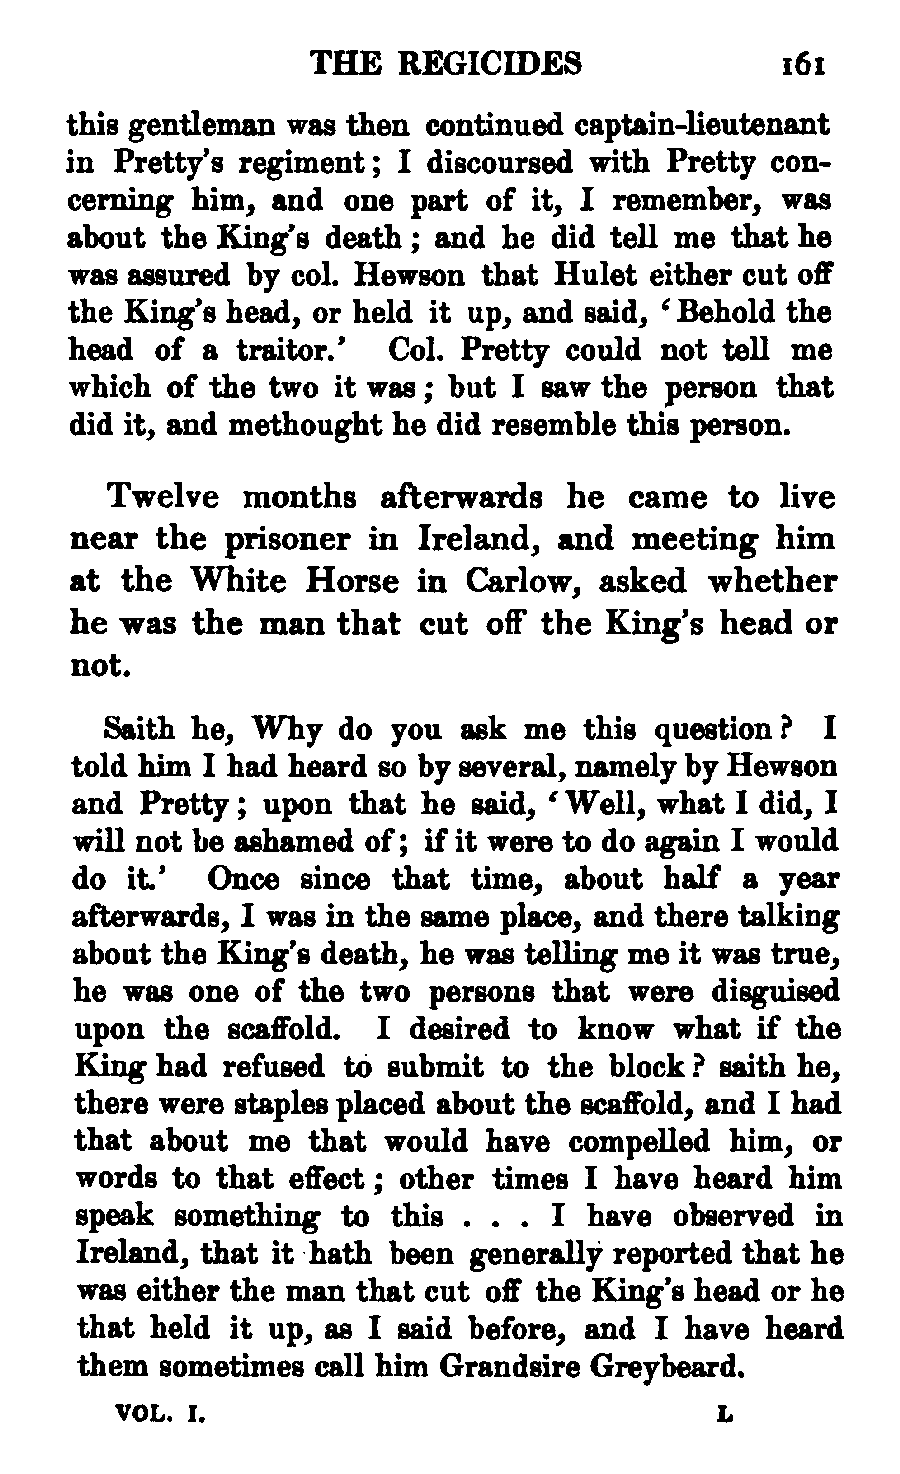 THE REGICIDES 161
this gentleman was then continued captain-lieutenant
in Pretty's regiment; I discoursed with Pretty con-
cerning him, and one part of it, I remember, was
about the King's death; and he did tell me that he
was assured by col. Hewson that Hulet either cut off
the King's head, or held it up, and said, ‘Behold the
head of a traitor.’ Col. Pretty could not tell me
which of the two it was; but I saw the person that
did it, and methought he did resemble this person.
Twelve months afterwards he came to live
near the prisoner in Ireland, and meeting him
at the White Horse in Carlow, asked whether
he was the man that cut off the King's head or
not.
Saith he, Why do you ask me this question? I
told him I had heard so by several, namely by Hewson
and Pretty; upon that he said, ‘Well, what I did, I
will not be ashamed of; if it were to do again I would
do it.’ Once since that time, about half a year
afterwards, I was in the same place, and there talking
about the King's death, he was telling me it was true,
he was one of the two persons that were disguised
upon the scaffold. I desired to know what if the
King had refused to submit to the block? saith he,
there were staples placed about the scaffold, and I had
that about me that would have compelled him, or
words to that effect; other times I have heard him
speak something to this . . . I have observed in
Ireland, that it hath been generally reported that he
was either the man that cut off the King's head or he
that held it up, as I said before, and I have heard
them sometimes call him Grandsire Greybeard.
VOL. I. L